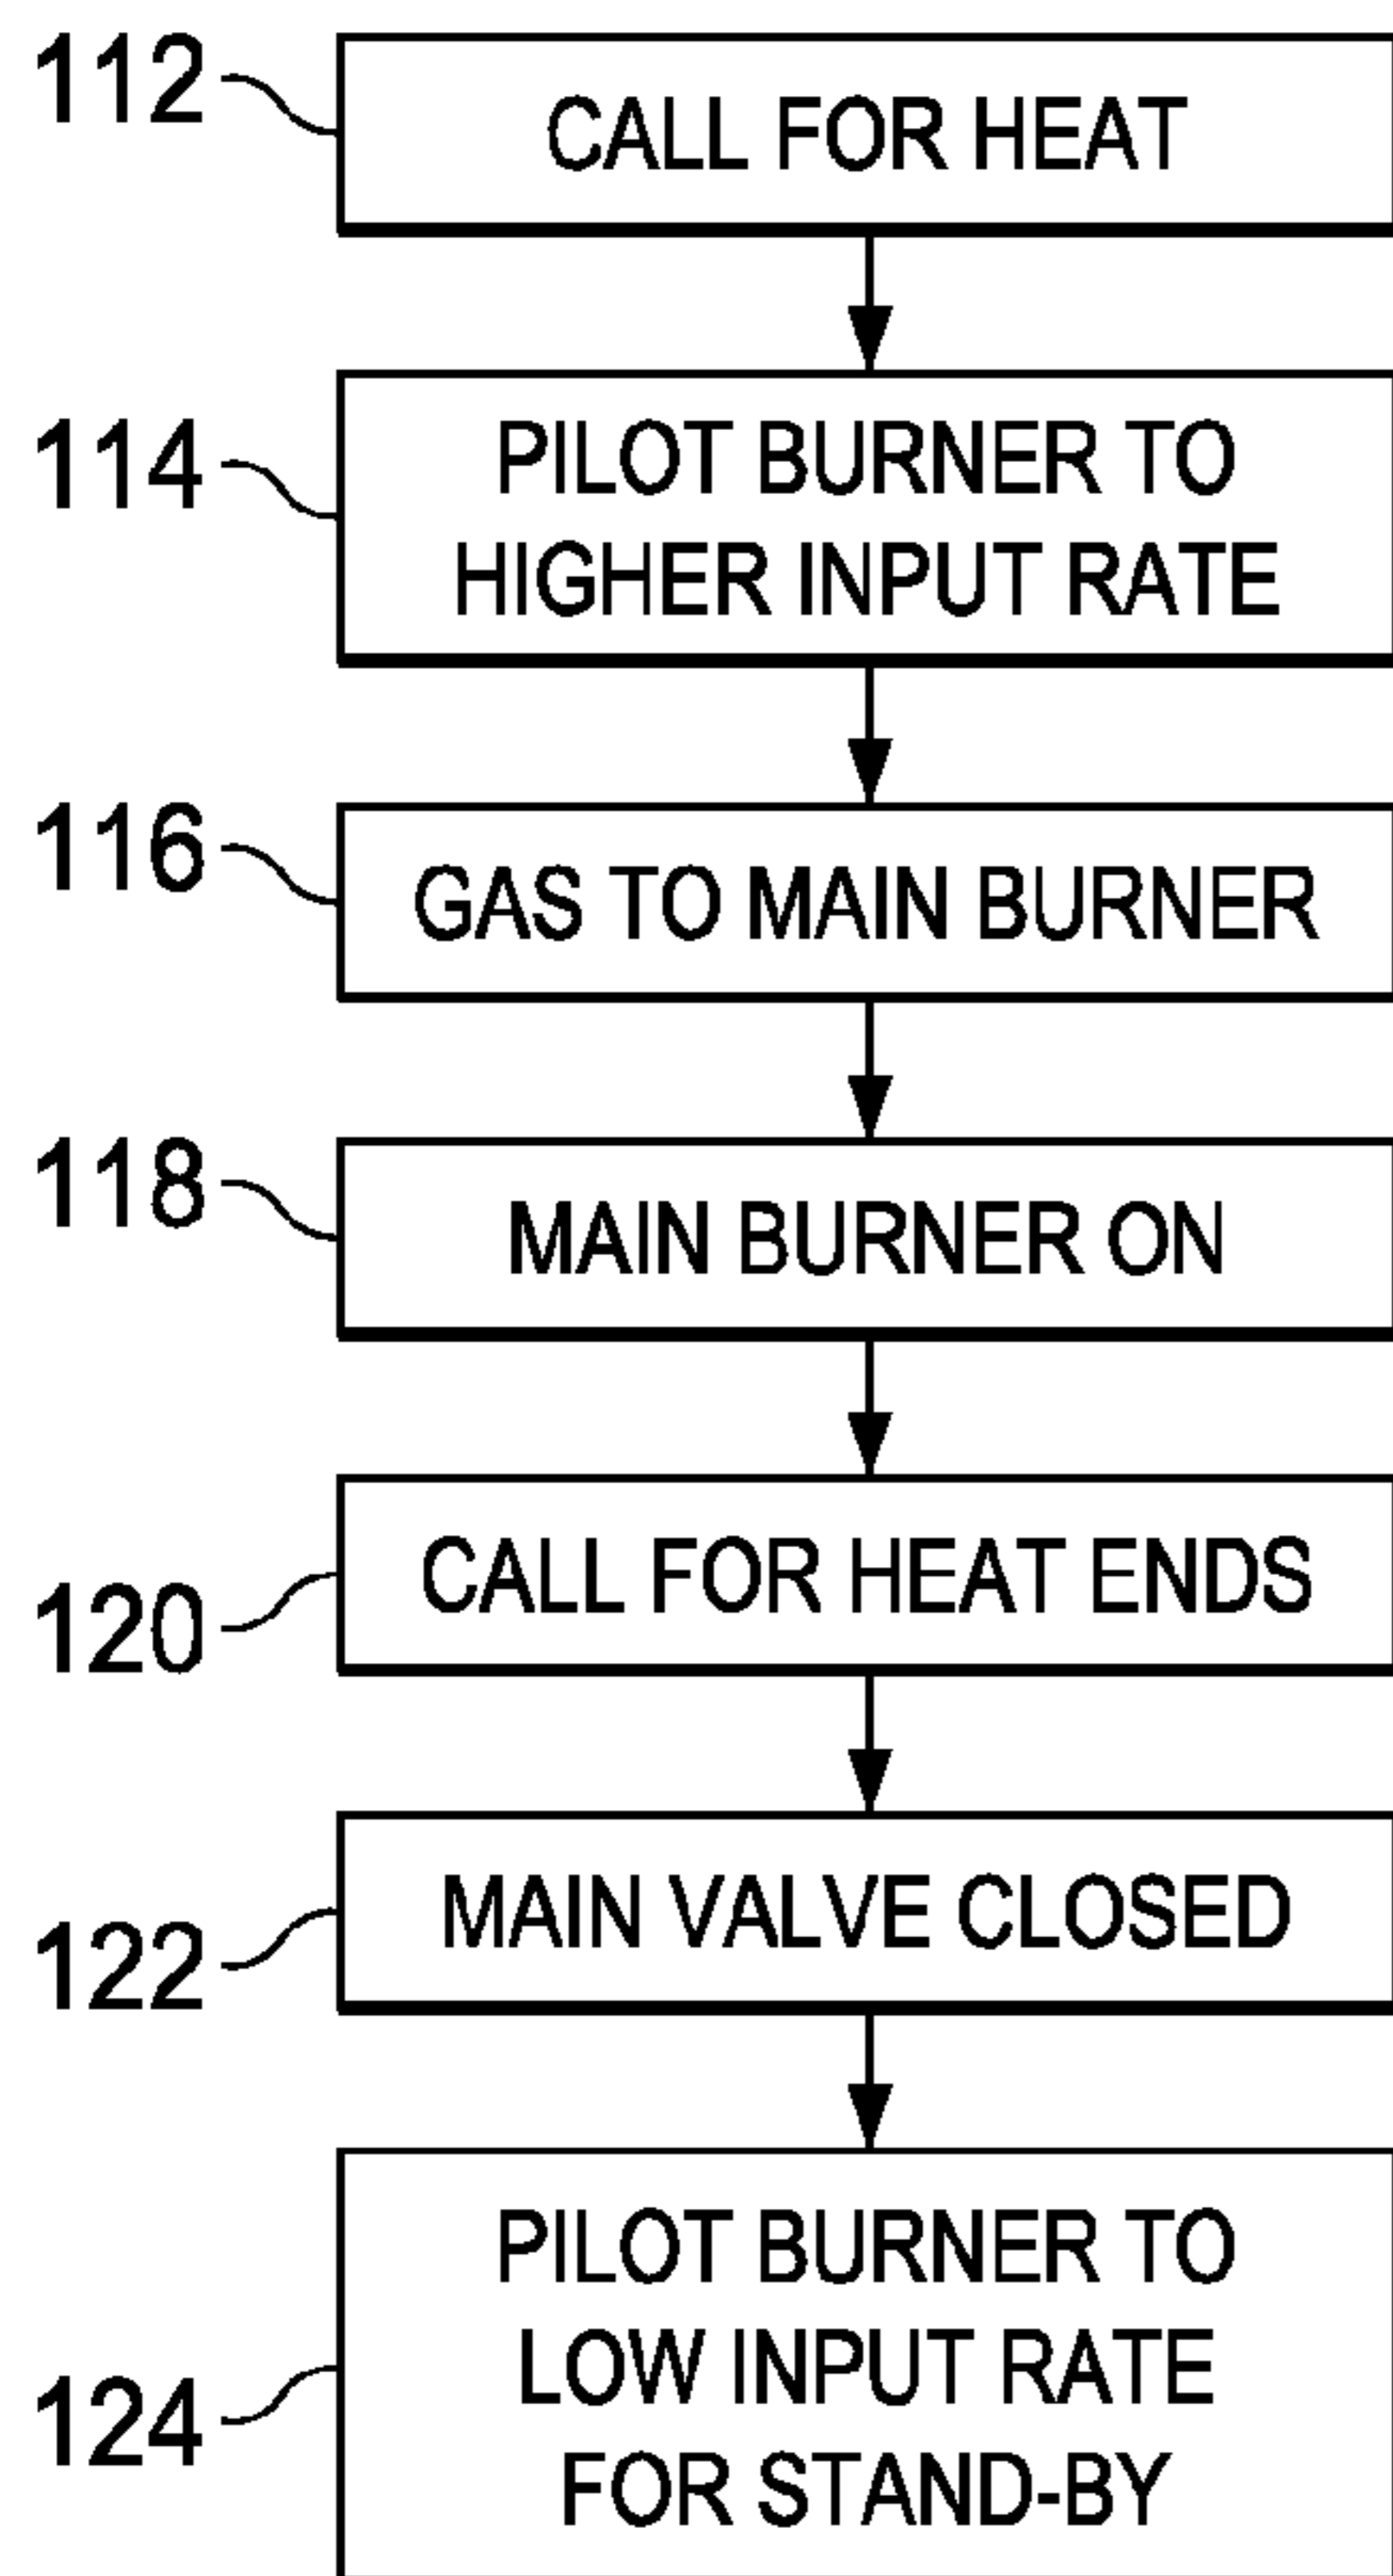 112
CALL FOR HEAT
114
PILOT BURNER TO
HIGHER INPUT RATE
116
GAS TO MAIN BURNER
118
MAIN BURNER ON
120
CALL FOR HEAT ENDS
122
MAIN VALVE CLOSED
124
PILOT BURNER TO
LOW INPUT RATE
FOR STAND-BY